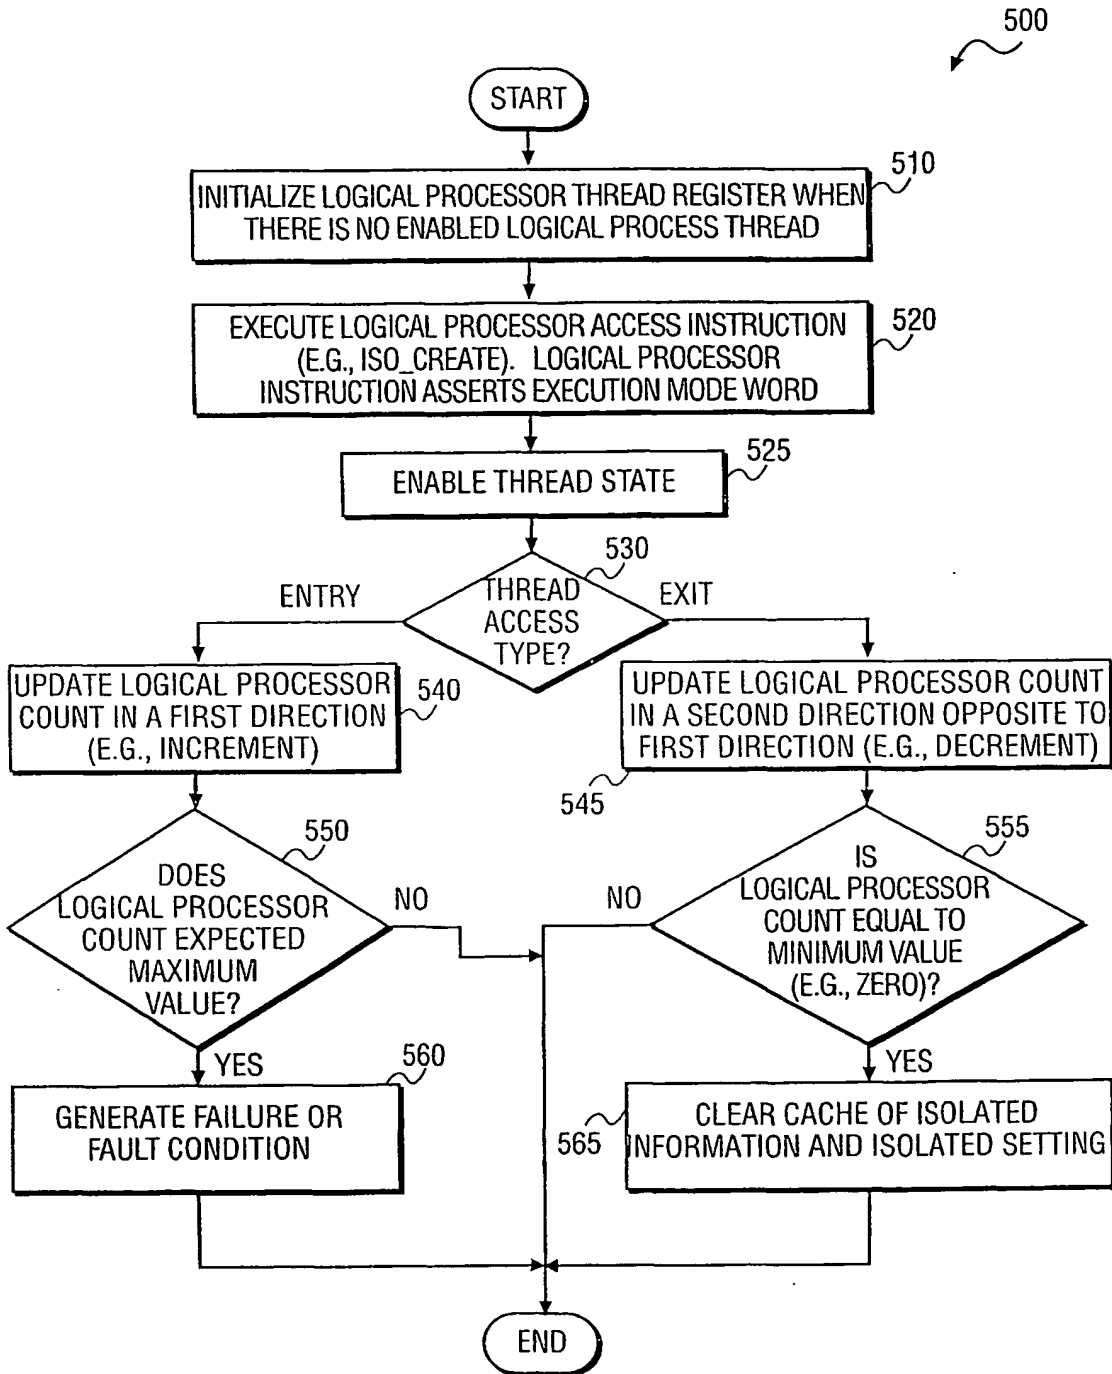 500
START
510
INITIALIZE LOGICAL PROCESSOR THREAD REGISTER WHEN
THERE IS NO ENABLED LOGICAL PROCESS THREAD
520
EXECUTE LOGICAL PROCESSOR ACCESS INSTRUCTION
(E.G., ISO_CREATE). LOGICAL PROCESSOR
INSTRUCTION ASSERTS EXECUTION MODE WORD
525
ENABLE THREAD STATE
530
ENTRY
THREAD
ACCESS
TYPE?
EXIT
UPDATE LOGICAL PROCESSOR
COUNT IN A FIRST DIRECTION
(E.G., INCREMENT)
540
UPDATE LOGICAL PROCESSOR COUNT
IN A SECOND DIRECTION OPPOSITE TO
FIRST DIRECTION (E.G., DECREMENT)
545
550
DOES
LOGICAL PROCESSOR
COUNT EXPECTED
MAXIMUM
VALUE?
NO
555
IS
LOGICAL PROCESSOR
COUNT EQUAL TO
MINIMUM VALUE
(E.G., ZERO)?
NO
YES
560
GENERATE FAILURE OR
FAULT CONDITION
YES
565
CLEAR CACHE OF ISOLATED
INFORMATION AND ISOLATED SETTING
END